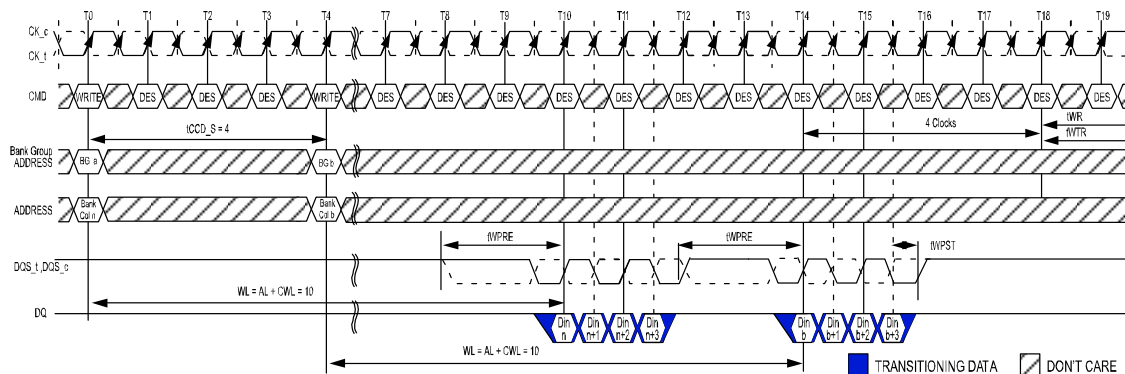 T0 T1 T2 T3 T4 T7 T8 T9 T10 T11 T12 T13 T14 T15 T16 T17 T18 T19
CK_c
CK_t
CMD WRITE DES DES DES WRITE DES DES DES DES DES DES DES DES DES DES DES DES DES
tCCD_S = 4
4 Clocks
tWR
tWTR
Bank Group
ADDRESS
BG a
BG b
ADDRESS
Bank
Col n
Bank
Col b
tWPRE
tWPRE
tWPST
DQS_t ,DQS_c
WL = AL + CWL = 10
DQ
Din
n
Din
n+1
Din
n+2
Din
n+3
Din
b
Din
b+1
Din
b+2
Din
b+3
WL = AL + CWL = 10
TRANSITIONING DATA
DON'T CARE